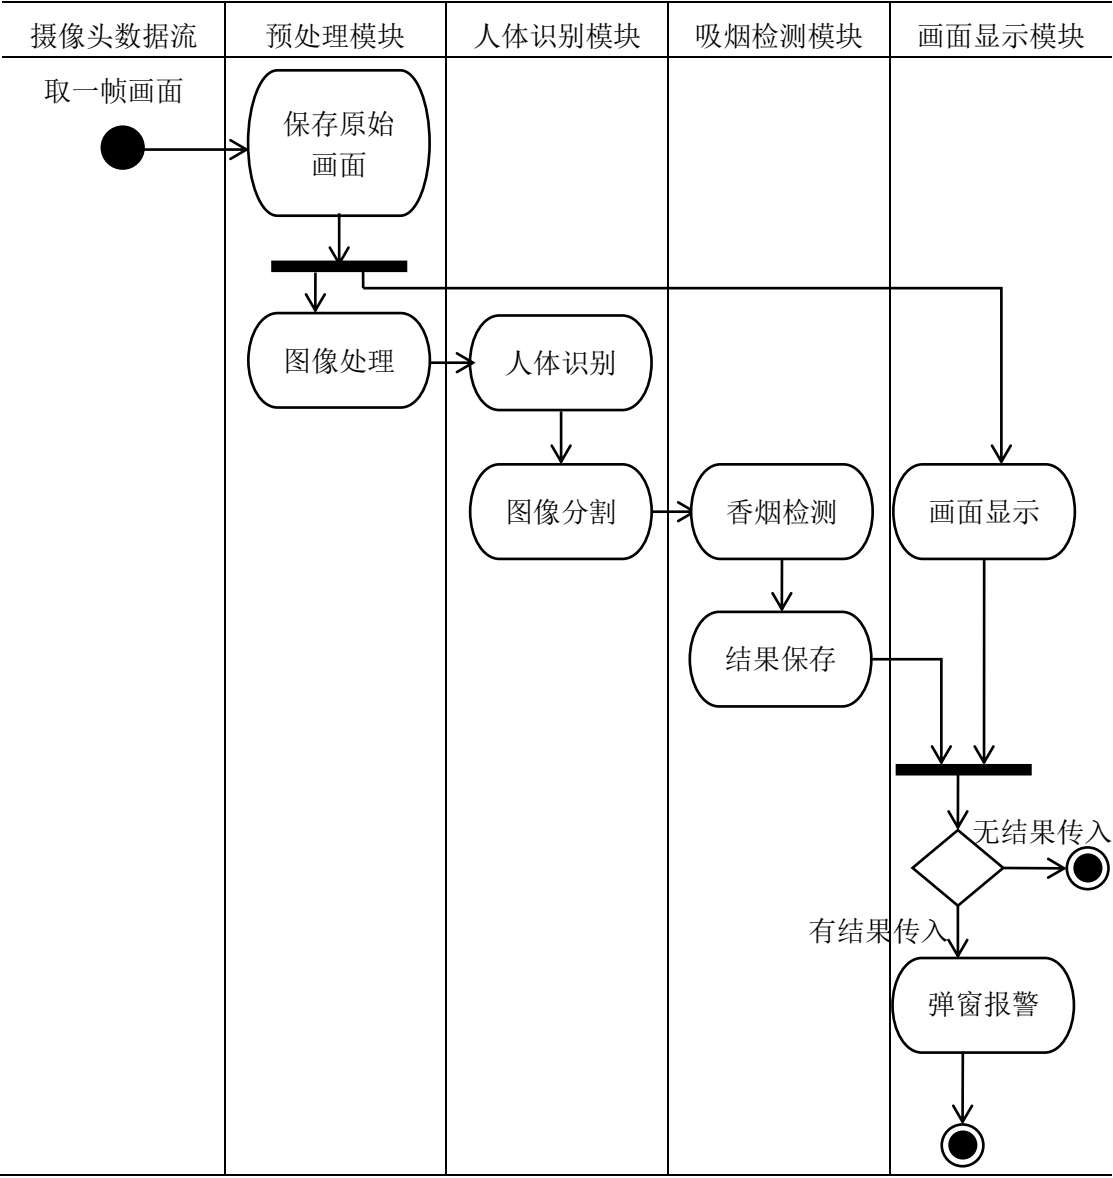 摄像头数据流
预处理模块
人体识别模块
吸烟检测模块
画面显示模块
取一帧画面
保存原始
画面
图像处理
人体识别
图像分割
香烟检测
画面显示
结果保存
无结果传入
有结果传入
弹窗报警